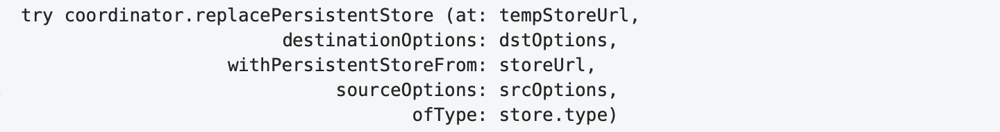 try coordinator.replacePersistentStore (at: tempStoreUrl,
destinationOptions: dstOptions,
withPersistentStoreFrom: storeUrl,
sourceOptions: srcOptions,
ofType: store.type)